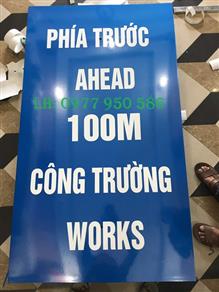 PHÍA TRƯỚC
AHEAD
LH: 0977 950 586
100M
CÔNG TRƯỜNG
WORKS